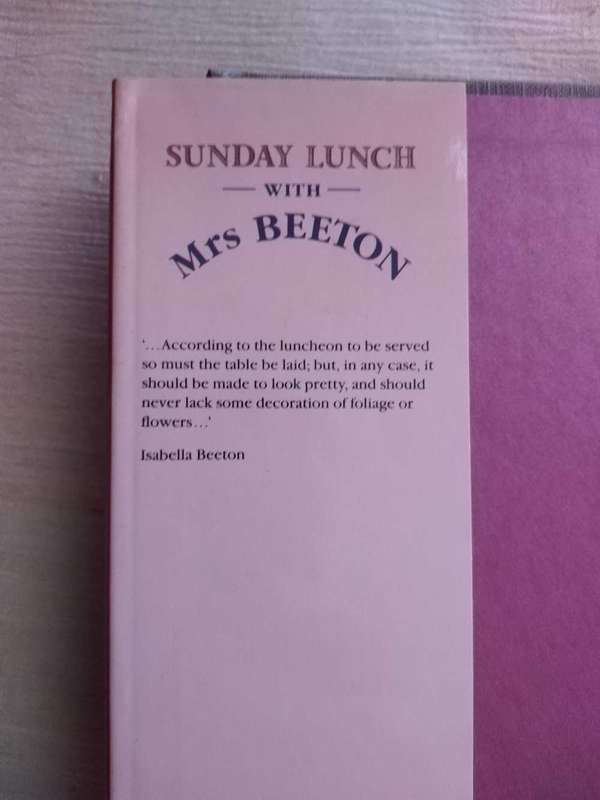 SUNDAY LUNCH
— WITH —
Mrs BEETON
‘...According to the luncheon to be served
so must the table be laid; but, in any case, it
should be made to look pretty, and should
never lack some decoration of foliage or
flowers...’
Isabella Beeton